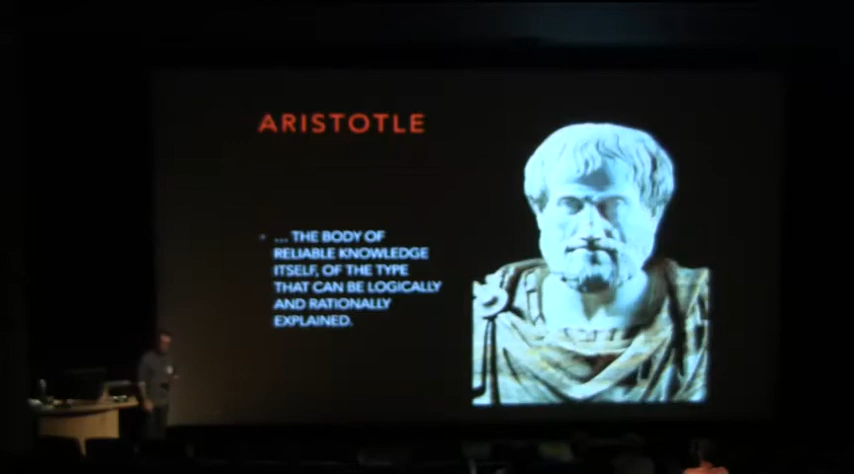 ARISTOTLE
... THE BODY OF
RELIABLE KNOWLEDGE
ITSELF, OF THE TYPE
THAT CAN BE LOGICALLY
AND RATIONALLY
EXPLAINED.